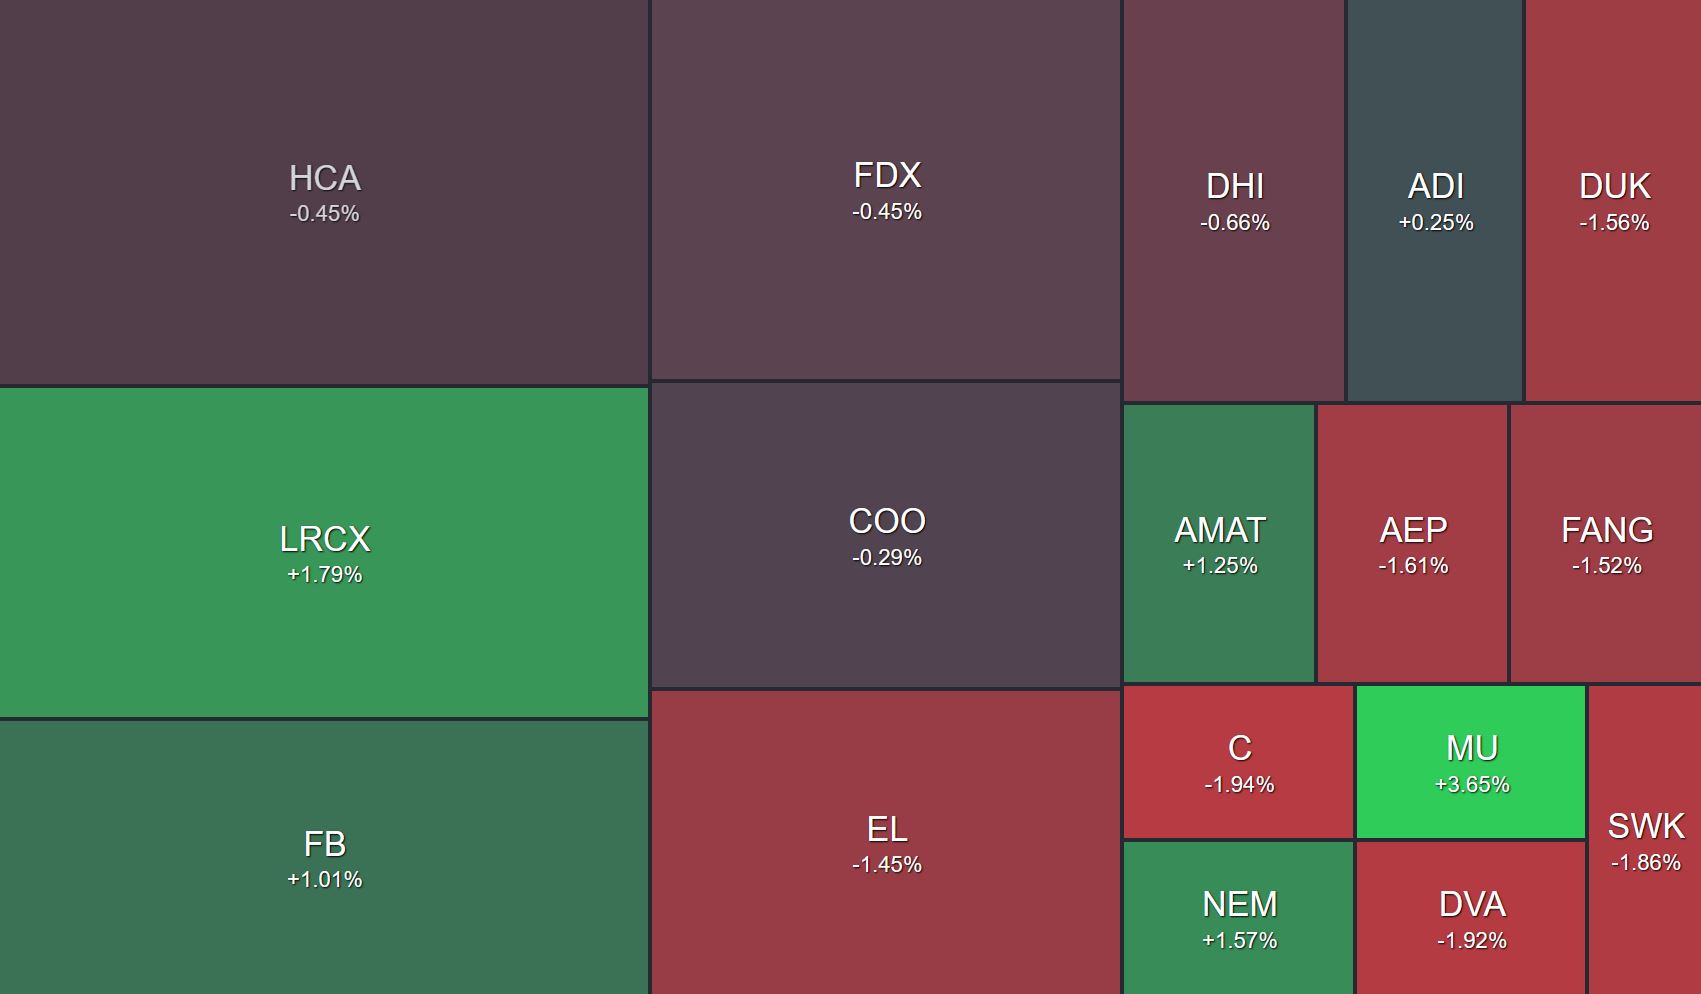 HCA
-0.45%
LRCX
+1.79%
FB
+1.01%
FDX
-0.45%
COO
-0.29%
EL
-1.45%
DHI
-0.66%
ADI
+0.25%
DUK
-1.56%
AMAT
+1.25%
AEP
-1.61%
FANG
-1.52%
C
-1.94%
MU
+3.65%
NEM
+1.57%
DVA
-1.92%
SWK
-1.86%